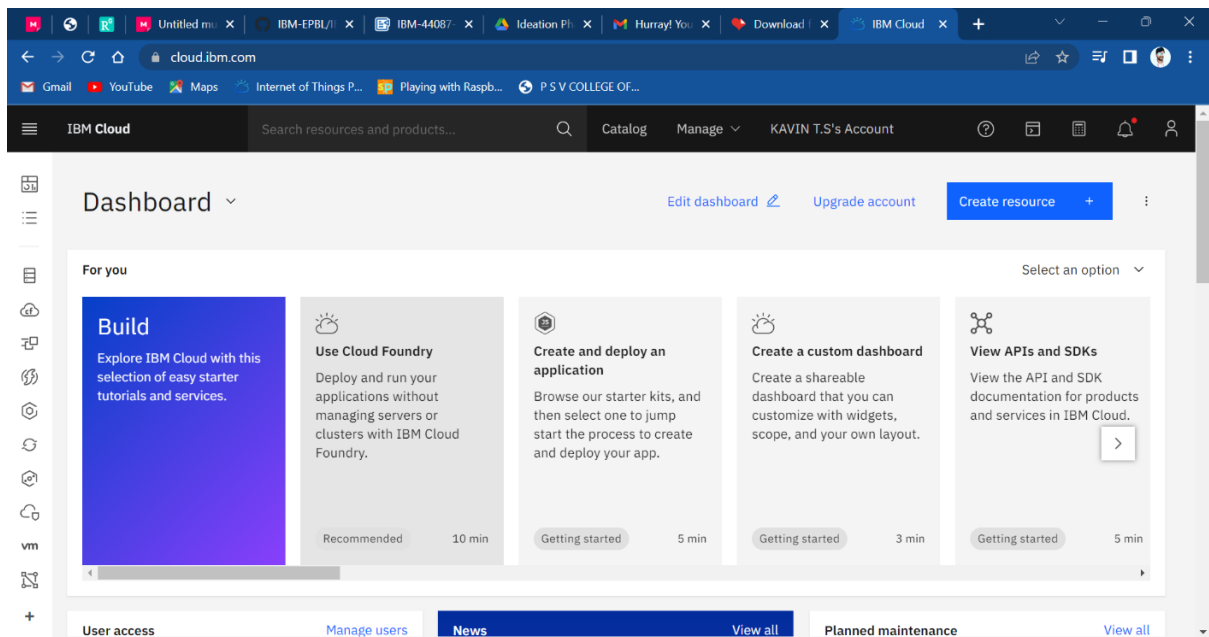 Untitled mu
IBM-EPBL/I
IBM-44087-
Ideation Ph
Hurray! You
Download f
IBM Cloud
cloud.ibm.com
Gmail
YouTube
Maps
Internet of Things P...
Playing with Raspb...
P S V COLLEGE OF...
IBM Cloud
Search resources and products...
Catalog
Manage
KAVIN T.S's Account
Dashboard
Edit dashboard
Upgrade account
Create resource +
For you
Select an option
Build
Explore IBM Cloud with this
selection of easy starter
tutorials and services.
Use Cloud Foundry
Deploy and run your
applications without
managing servers or
clusters with IBM Cloud
Foundry.
Recommended
10 min
Create and deploy an
application
Browse our starter kits, and
then select one to jump
start the process to create
and deploy your app.
Getting started
5 min
Create a custom dashboard
Create a shareable
dashboard that you can
customize with widgets,
scope, and your own layout.
Getting started
3 min
View APIs and SDKs
View the API and SDK
documentation for products
and services in IBM Cloud.
Getting started
5 min
vm
User access
Manage users
News
View all
Planned maintenance
View all